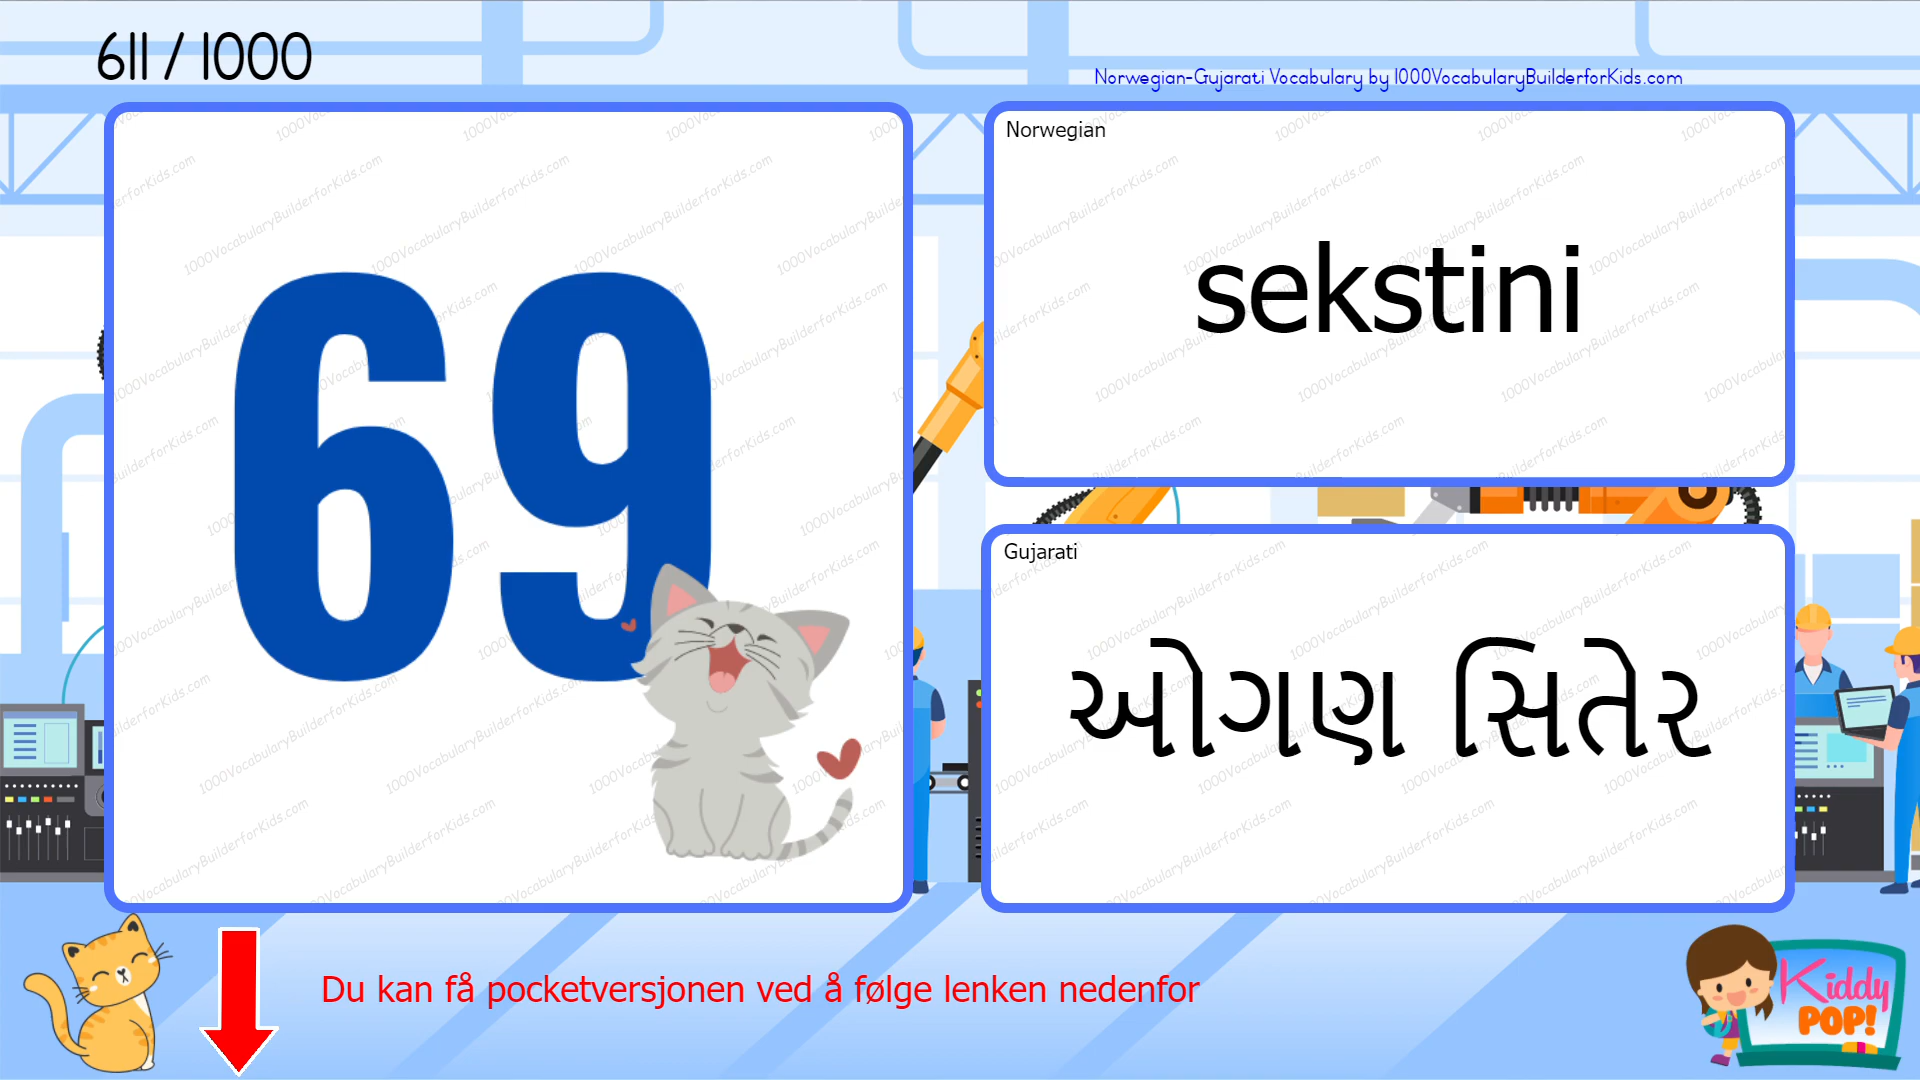 611 / 1000
Norwegian-Gujarati Vocabulary by 1000VocabularyBuilderforKids.com
69
Norwegian
sekstini
Gujarati
ઓગણ સિતેર
Du kan få pocketversjonen ved å følge lenken nedenfor
Kiddy
POP!